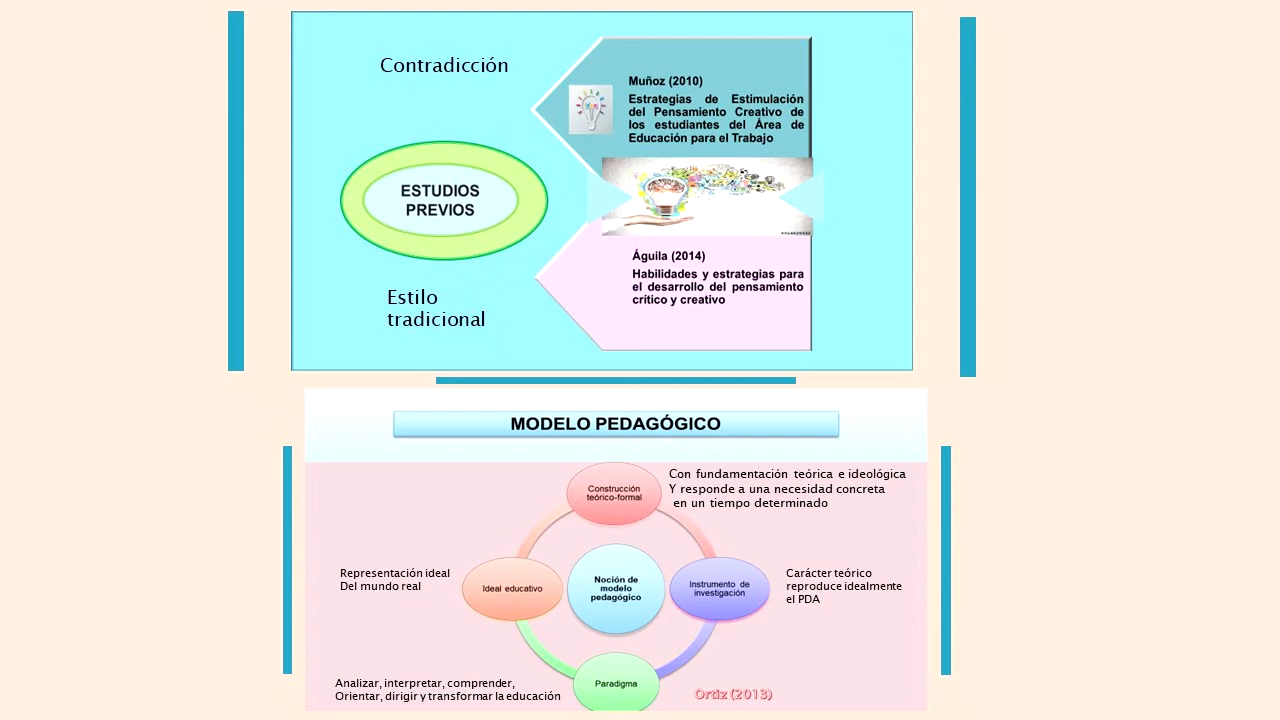 Contradicción
Muñoz (2010)
Estrategias de Estimulación
del Pensamiento Creativo de
los estudiantes del Área de
Educación para el Trabajo
ESTUDIOS
PREVIOS
Águila (2014)
Habilidades y estrategias para
el desarrollo del pensamiento
crítico y creativo
Estilo
tradicional
MODELO PEDAGÓGICO
Construcción
teórico-formal
Con fundamentación teórica e ideológica
Y responde a una necesidad concreta
en un tiempo determinado
Representación ideal
Del mundo real
Ideal educativo
Noción de
modelo
pedagógico
Instrumento de
investigación
Carácter teórico
reproduce idealmente
el PDA
Analizar, interpretar, comprender,
Orientar, dirigir y transformar la educación
Paradigma
Ortiz (2013)